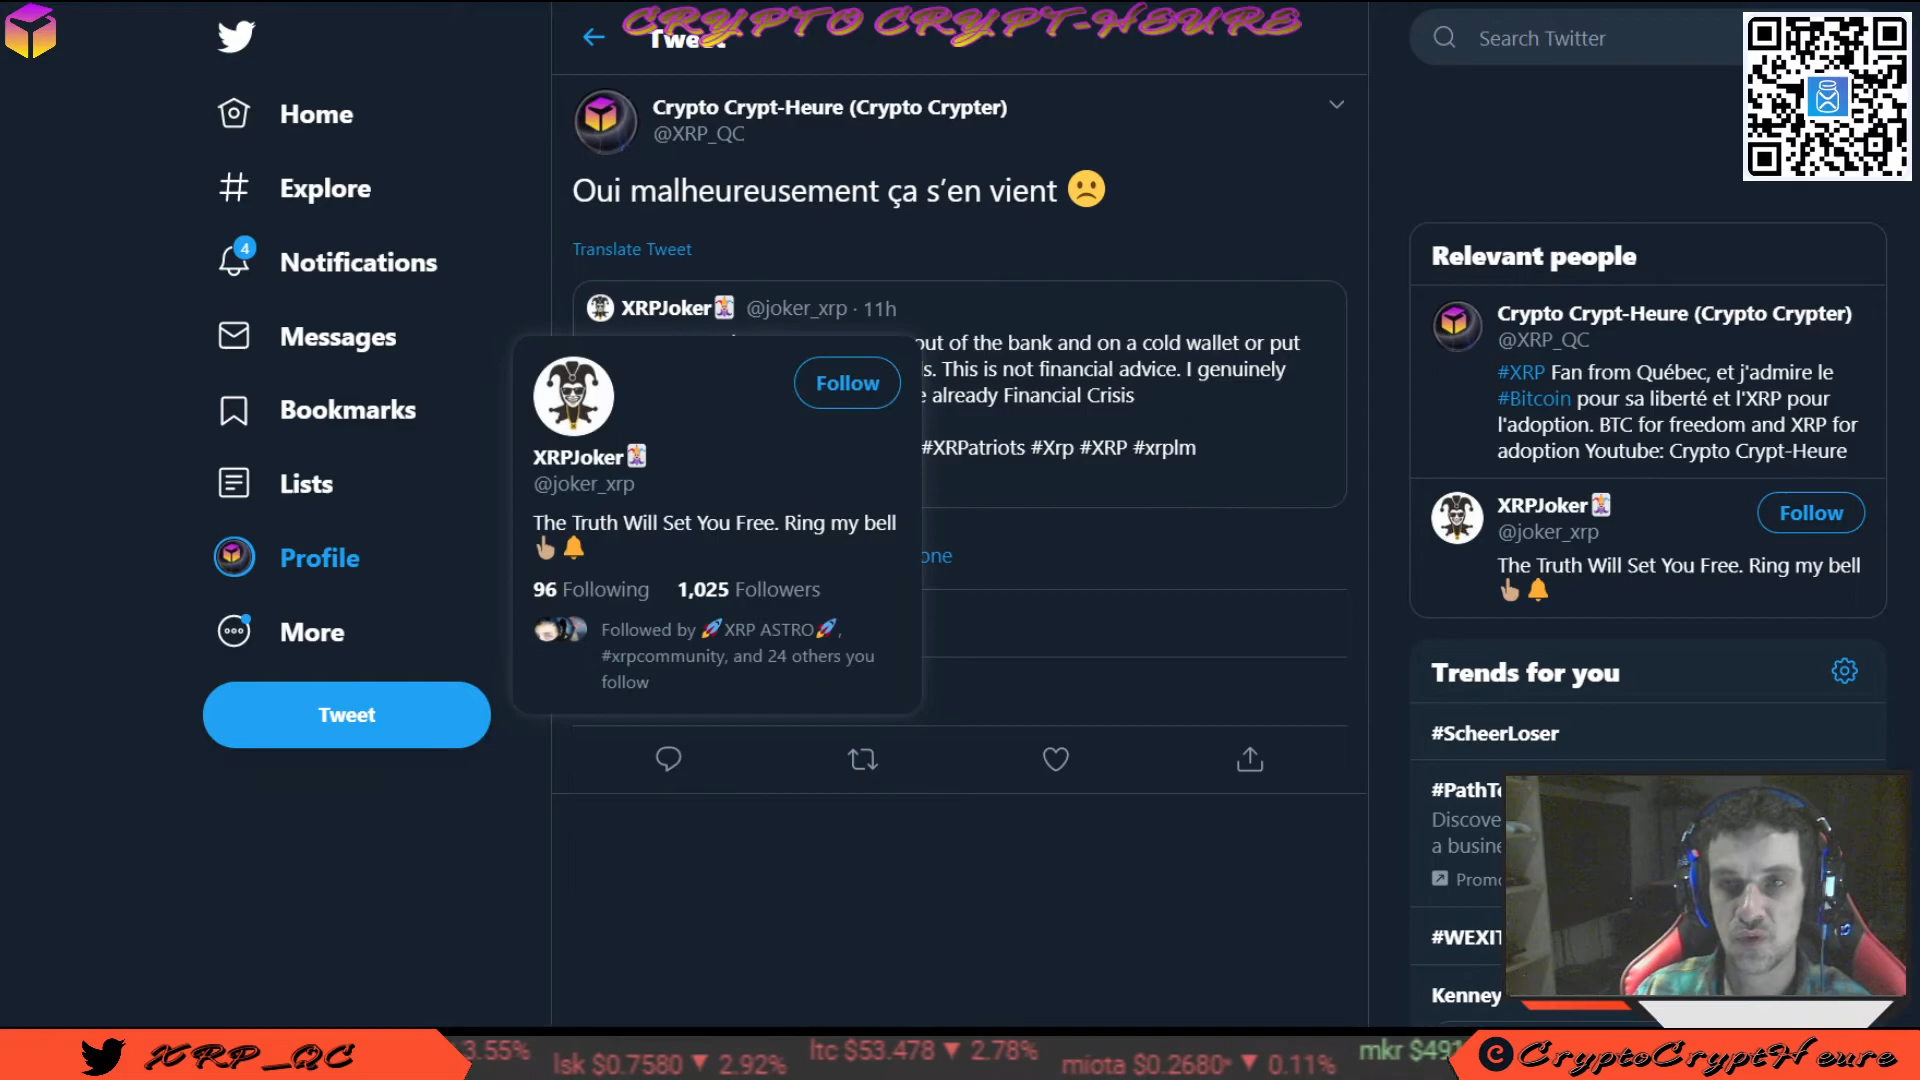 CRYPTO CRYPT-HEURE
Tweet
Search Twitter
Home
Explore
4
Notifications
Messages
Bookmarks
Lists
Profile
More
Tweet
Crypto Crypt-Heure (Crypto Crypter)
@XRP_QC
Oui malheureusement ça s’en vient 🙁
Translate Tweet
XRPJoker🃏 @joker_xrp · 11h
out of the bank and on a cold wallet or put
s. This is not financial advice. I genuinely
already Financial Crisis
#XRPatriots #Xrp #XRP #xrplm
one
Follow
XRPJoker🃏
@joker_xrp
The Truth Will Set You Free. Ring my bell
👆🏽🔔
96 Following 1,025 Followers
Followed by 🚀XRP ASTRO🚀,
#xrpcommunity, and 24 others you
follow
Relevant people
Crypto Crypt-Heure (Crypto Crypter)
@XRP_QC
#XRP Fan from Québec, et j'admire le
#Bitcoin pour sa liberté et l'XRP pour
l'adoption. BTC for freedom and XRP for
adoption Youtube: Crypto Crypt-Heure
XRPJoker🃏
@joker_xrp
Follow
The Truth Will Set You Free. Ring my bell
👆🏽🔔
Trends for you
#ScheerLoser
#PathT
Discove
a busine
Promo
#WEXIT
Kenney
XRP_QC
3.55%
lsk $0.7580 ▼ 2.92%
ltc $53.478 ▼ 2.78%
miota $0.2680* ▼ 0.11%
mkr $491
CryptoCryptHeure